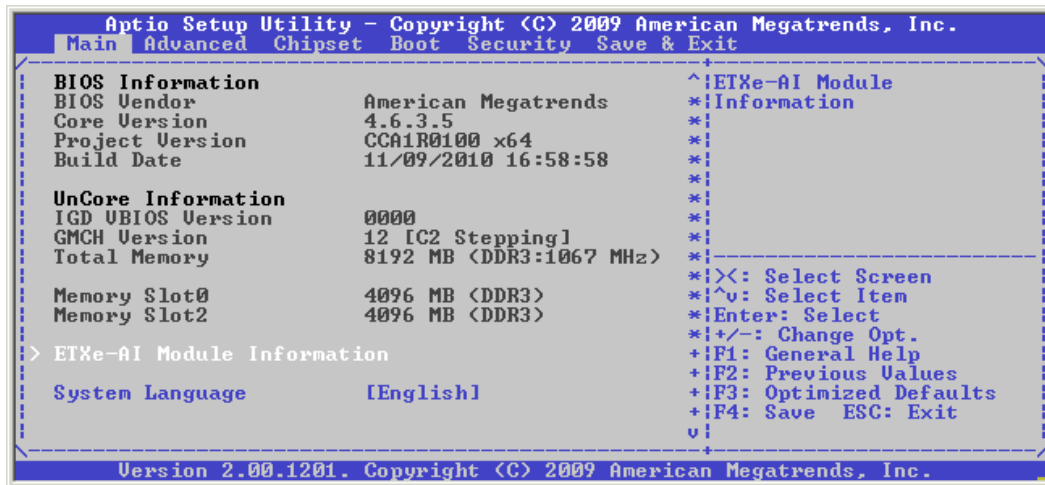 Aptio Setup Utility – Copyright (C) 2009 American Megatrends, Inc.
Main Advanced Chipset Boot Security Save & Exit
BIOS Information
BIOS Vendor American Megatrends
Core Version 4.6.3.5
Project Version CCA1R0100 x64
Build Date 11/09/2010 16:58:58
UnCore Information
IGD VBIOS Version 0000
GMCH Version 12 [C2 Stepping]
Total Memory 8192 MB (DDR3:1067 MHz)
Memory Slot0 4096 MB (DDR3)
Memory Slot2 4096 MB (DDR3)
> ETXe-AI Module Information
System Language [English]
ETXe-AI Module
Information
><: Select Screen
^v: Select Item
Enter: Select
+/-: Change Opt.
F1: General Help
F2: Previous Values
F3: Optimized Defaults
F4: Save ESC: Exit
Version 2.00.1201. Copyright (C) 2009 American Megatrends, Inc.